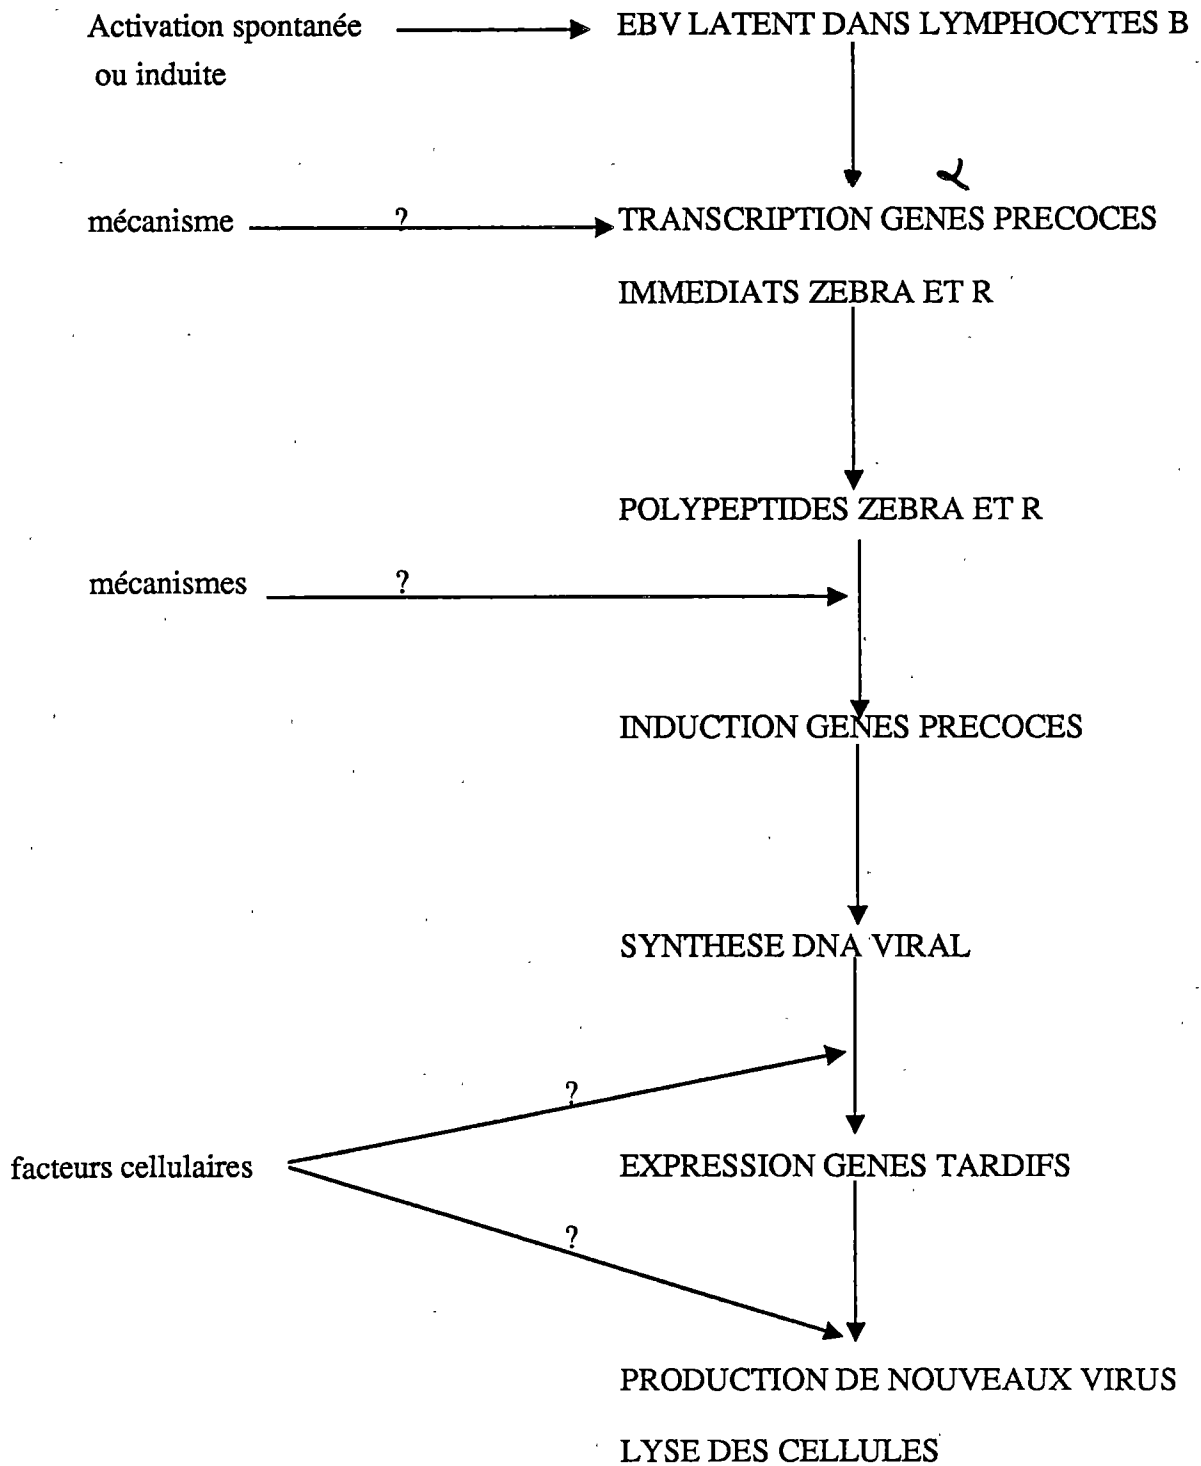 Activation spontanée
ou induite
EBV LATENT DANS LYMPHOCYTES B
mécanisme
?
TRANSCRIPTION GENES PRECOCES
IMMEDIATS ZEBRA ET R
POLYPEPTIDES ZEBRA ET R
mécanismes
?
INDUCTION GENES PRECOCES
SYNTHESE DNA VIRAL
?
facteurs cellulaires
EXPRESSION GENES TARDIFS
?
PRODUCTION DE NOUVEAUX VIRUS
LYSE DES CELLULES